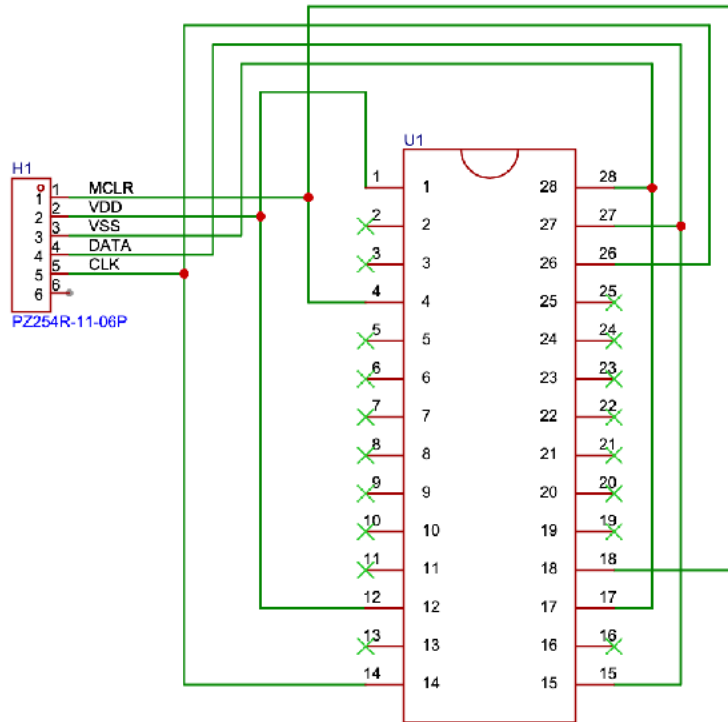 U1
H1
1 1 MCLR
2 2 VDD
3 3 VSS
4 4 DATA
5 5 CLK
6 6
PZ254R-11-06P
1 1 28 28
2 2 27 27
3 3 26 26
4 4 25 25
5 5 24 24
6 6 23 23
7 7 22 22
8 8 21 21
9 9 20 20
10 10 19 19
11 11 18 18
12 12 17 17
13 13 16 16
14 14 15 15